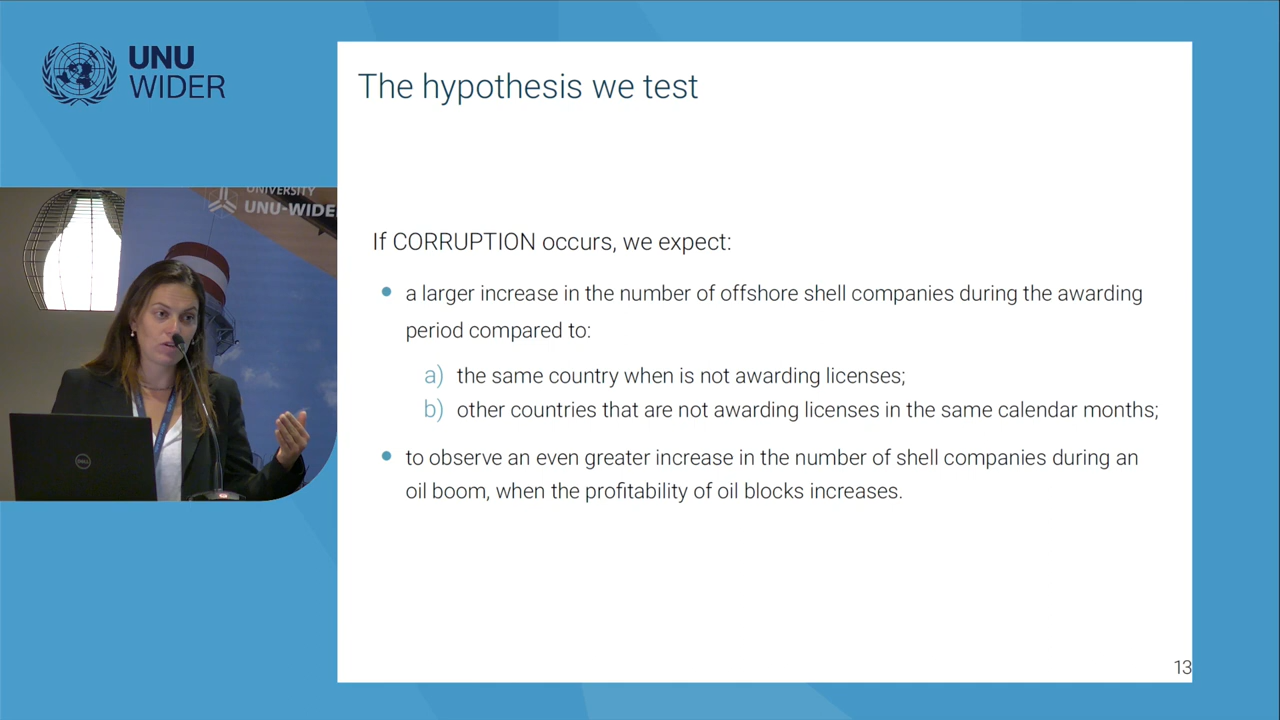 UNU
WIDER
The hypothesis we test
UNIVERSITY
UNU-WIDER
If CORRUPTION occurs, we expect:
a larger increase in the number of offshore shell companies during the awarding
period compared to:
a) the same country when is not awarding licenses;
b) other countries that are not awarding licenses in the same calendar months;
to observe an even greater increase in the number of shell companies during an
oil boom, when the profitability of oil blocks increases.
DELL
13